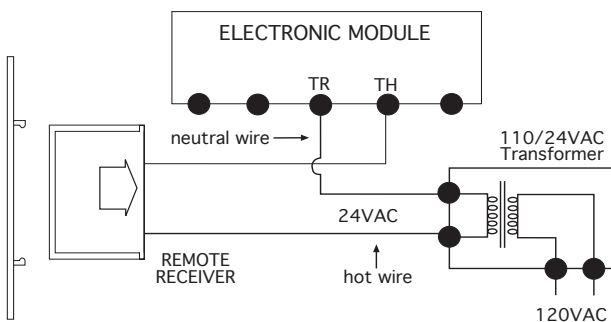 ELECTRONIC MODULE
TR TH
neutral wire
110/24VAC
Transformer
24VAC
REMOTE
RECEIVER
hot wire
120VAC